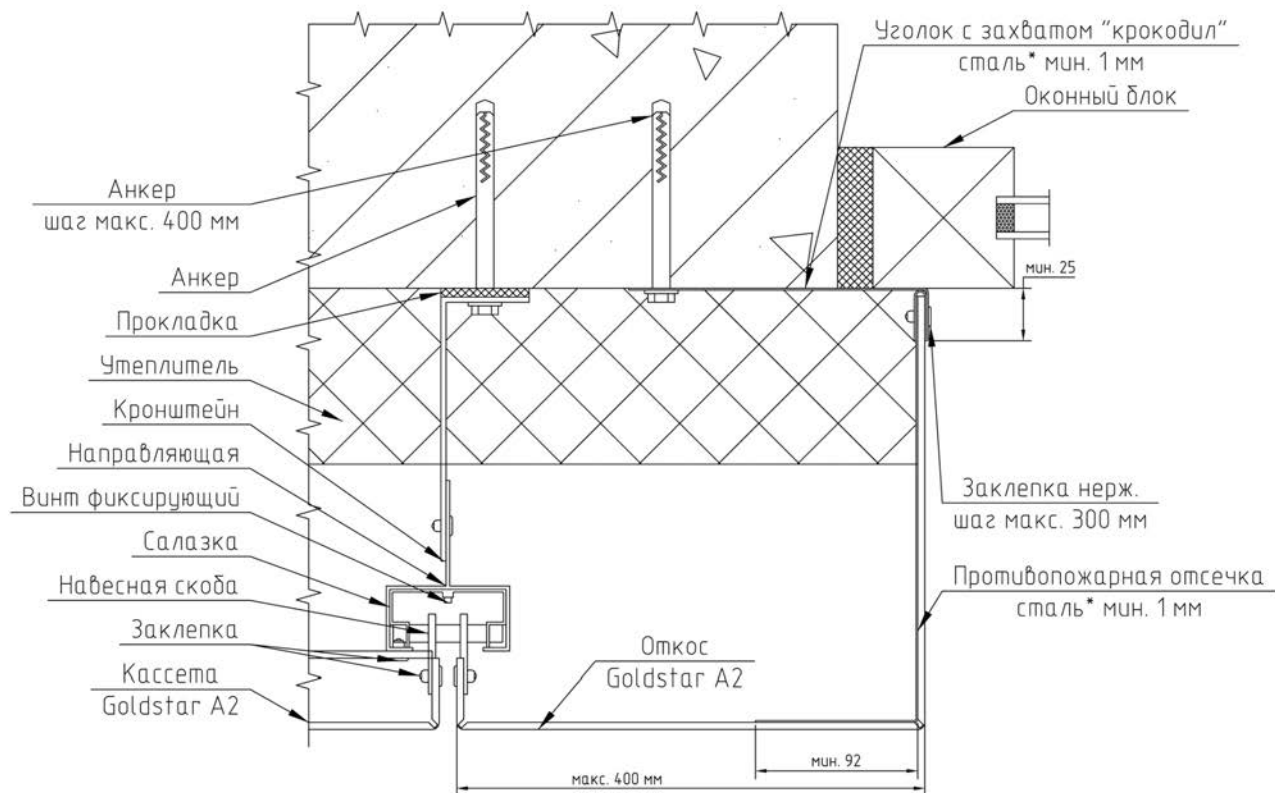 Уголок с захватом "крокодил"
сталь* мин. 1 мм
Оконный блок
Анкер
шаг макс. 400 мм
Анкер
Прокладка
Утеплитель
Кронштейн
Направляющая
Винт фиксирующий
Салазка
Навесная скоба
Заклепка
Кассета
Goldstar A2
мин. 25
Заклепка нерж.
шаг макс. 300 мм
Противопожарная отсечка
сталь* мин. 1 мм
Откос
Goldstar A2
мин. 92
макс. 400 мм